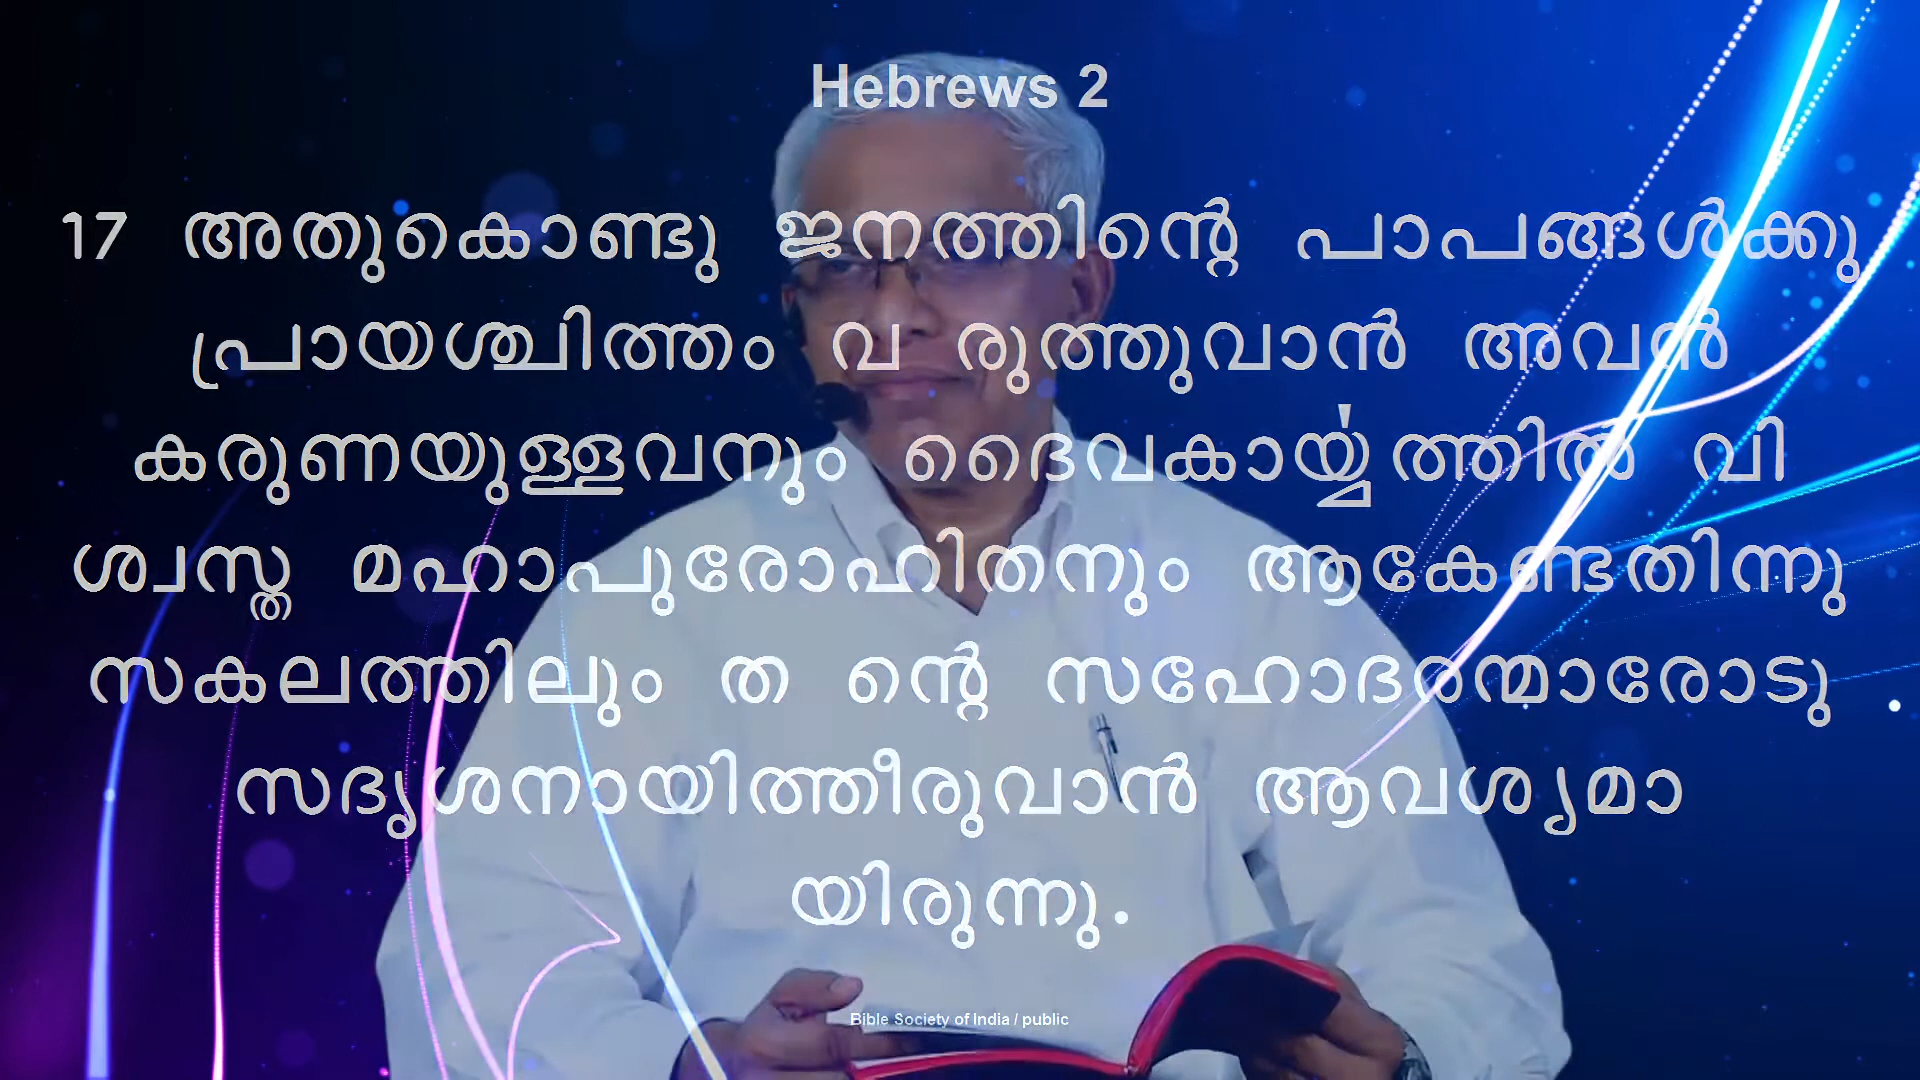 Hebrews 2
17 അതുകൊണ്ടു ജനത്തിന്റെ പാപങ്ങൾക്കു
പ്രായശ്ചിത്തം വ രുത്തുവാൻ അവൻ
കരുണയുള്ളവനും ദൈവകാൎയ്യ ത്തിൽ വി
ശ്വസ്ത മഹാപുരോഹിതനും ആകേണ്ടതിന്നു
സകലത്തിലും ത ന്റെ സഹോദരന്മാരോടു
സദൃശനായിത്തീരുവാൻ ആവശ്യമാ
യിരുന്നു.
Bible Society of India / public